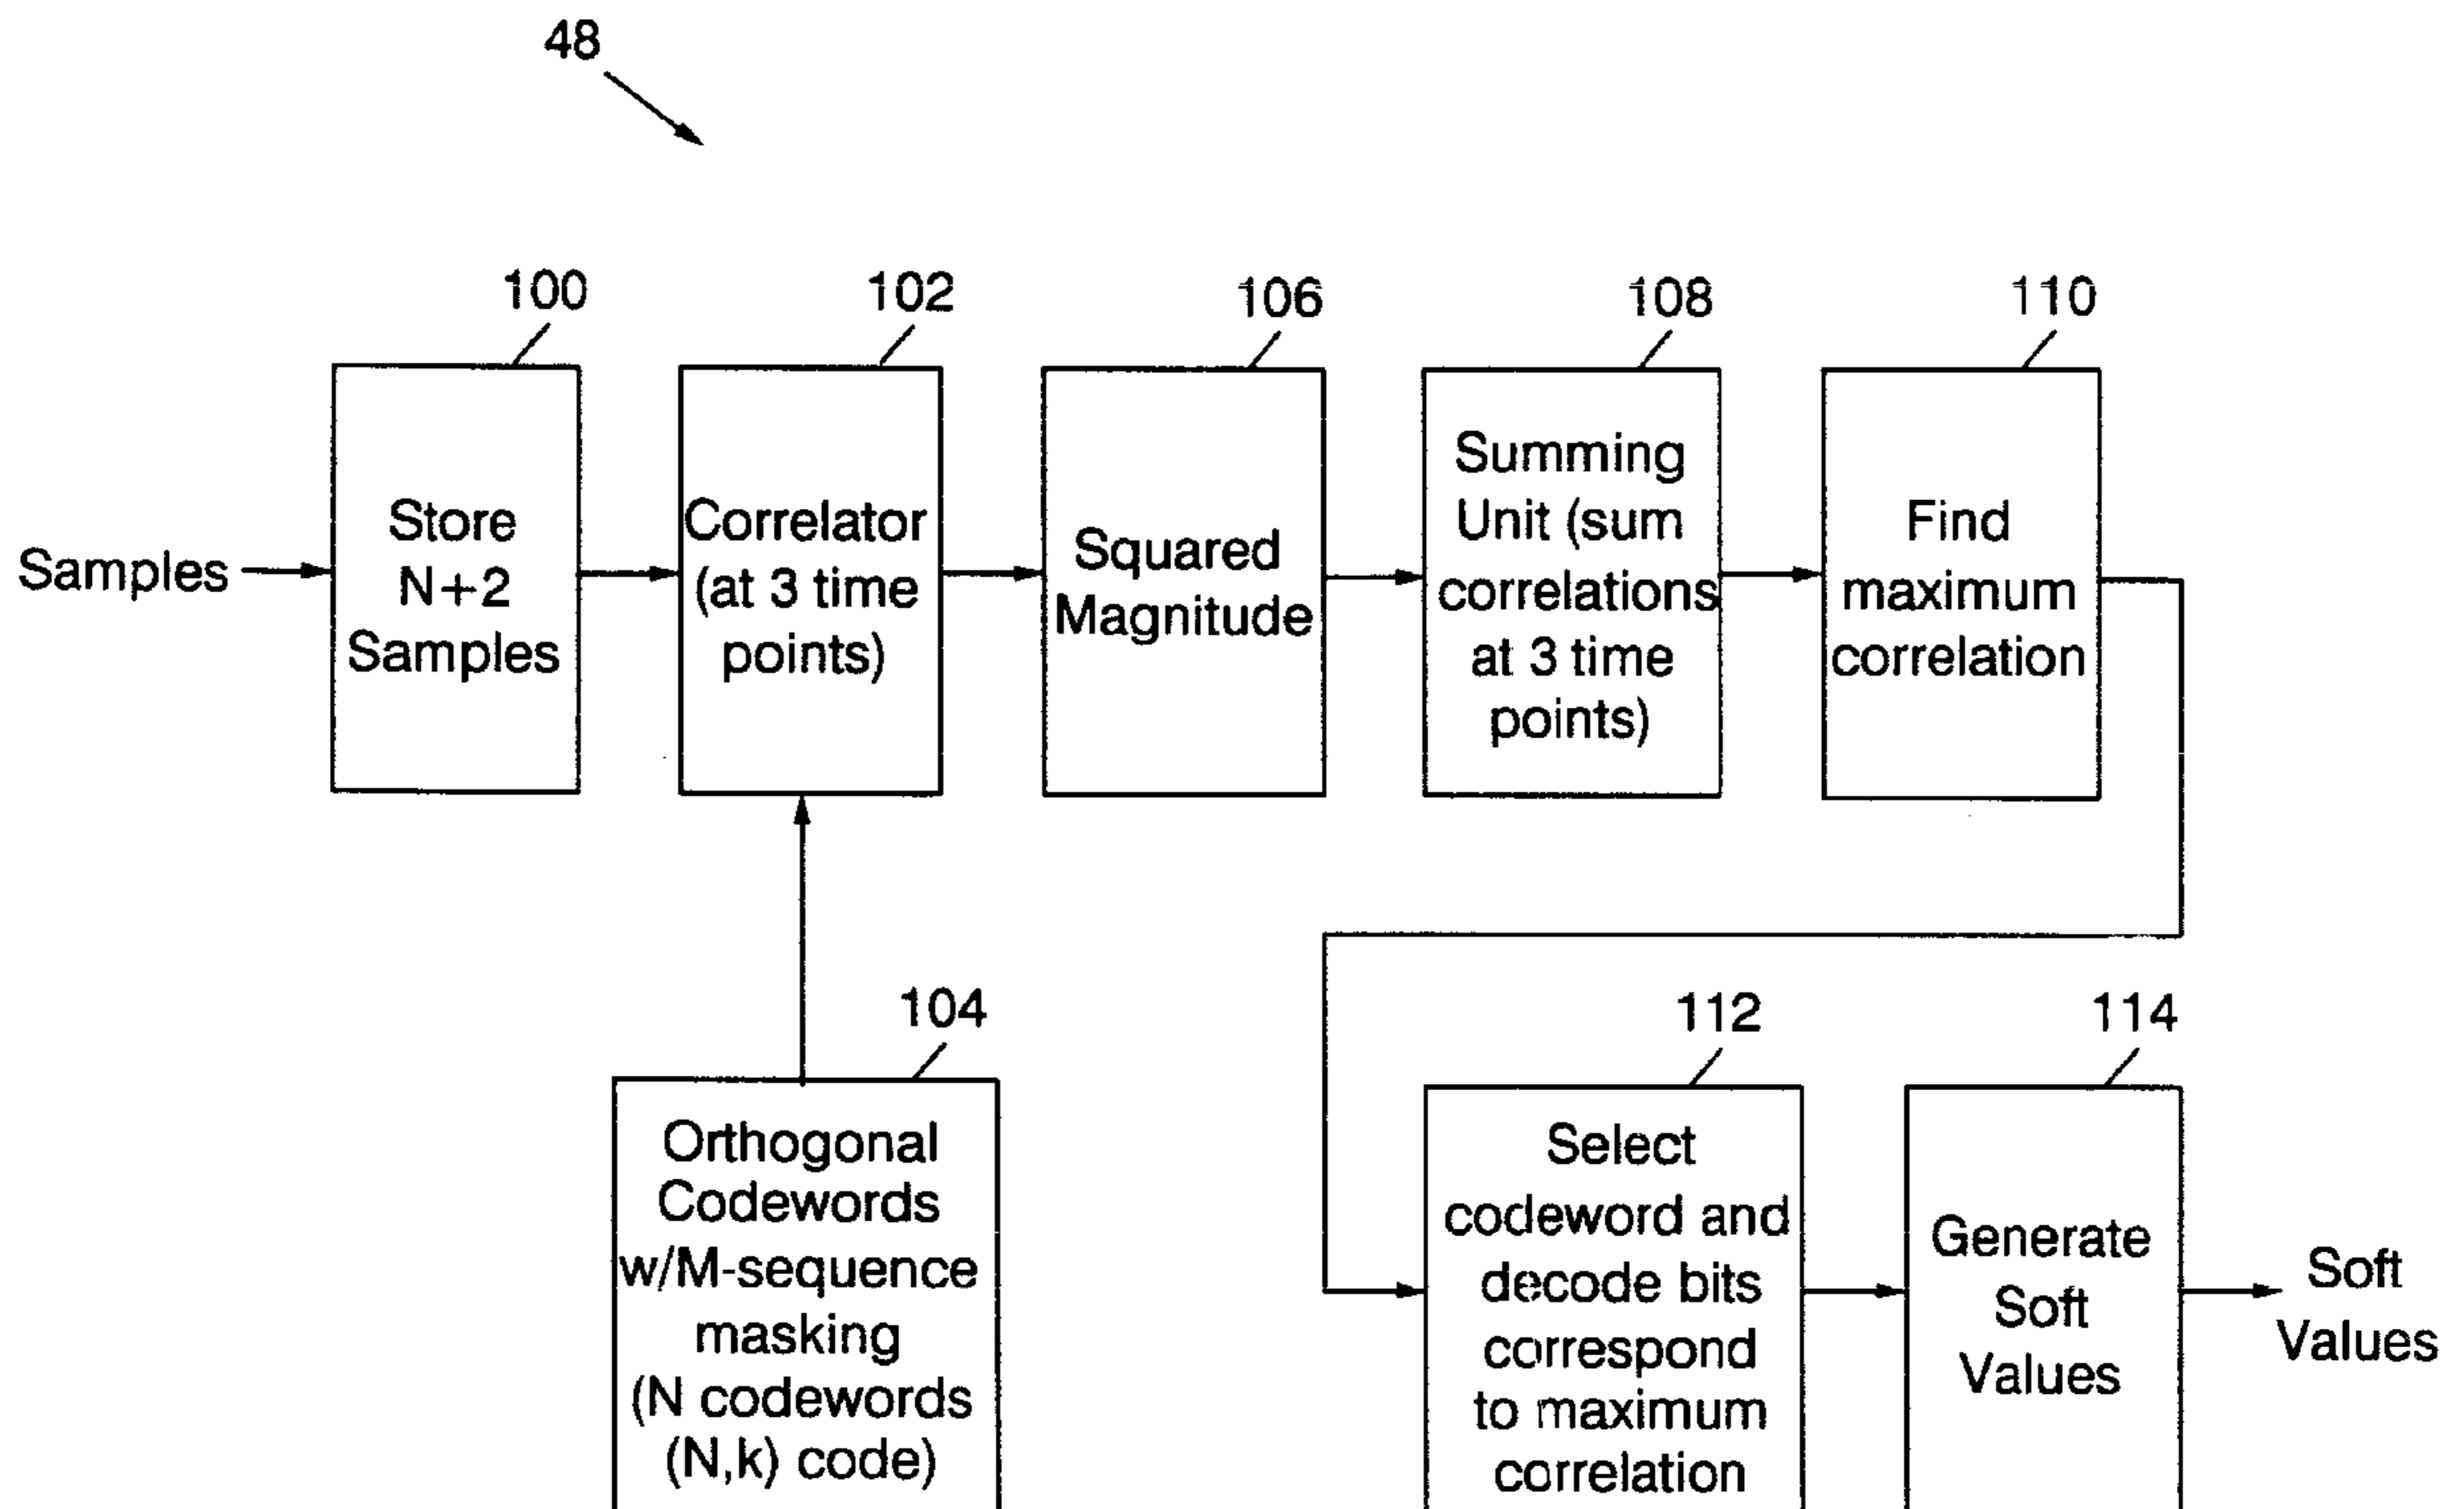 48
100
102
106
108
110
Samples
Store
N+2
Samples
Correlator
(at 3 time
points)
Squared
Magnitude
Summing
Unit (sum
correlations
at 3 time
points)
Find
maximum
correlation
104
112
114
Orthogonal
Codewords
w/M-sequence
masking
(N codewords
(N,k) code)
Select
codeword and
decode bits
correspond
to maximum
correlation
Generate
Soft
Values
Soft
Values